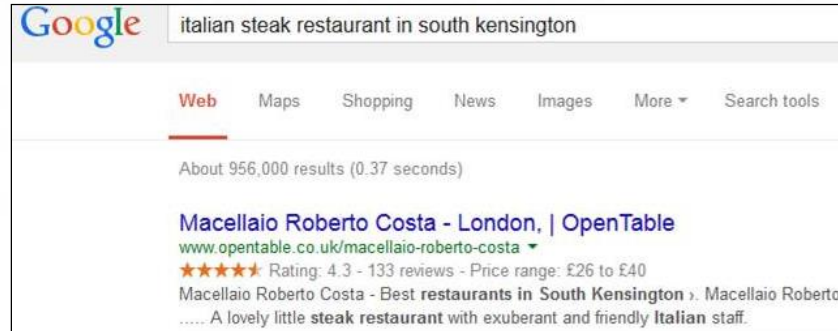 Google italian steak restaurant in south kensington
Web Maps Shopping News Images More Search tools
About 956,000 results (0.37 seconds)
Macellaio Roberto Costa - London, | OpenTable
www.opentable.co.uk/macellaio-roberto-costa
Rating: 4.3 - 133 reviews - Price range: £26 to £40
Macellaio Roberto Costa - Best restaurants in South Kensington ›. Macellaio Roberto
..... A lovely little steak restaurant with exuberant and friendly Italian staff.